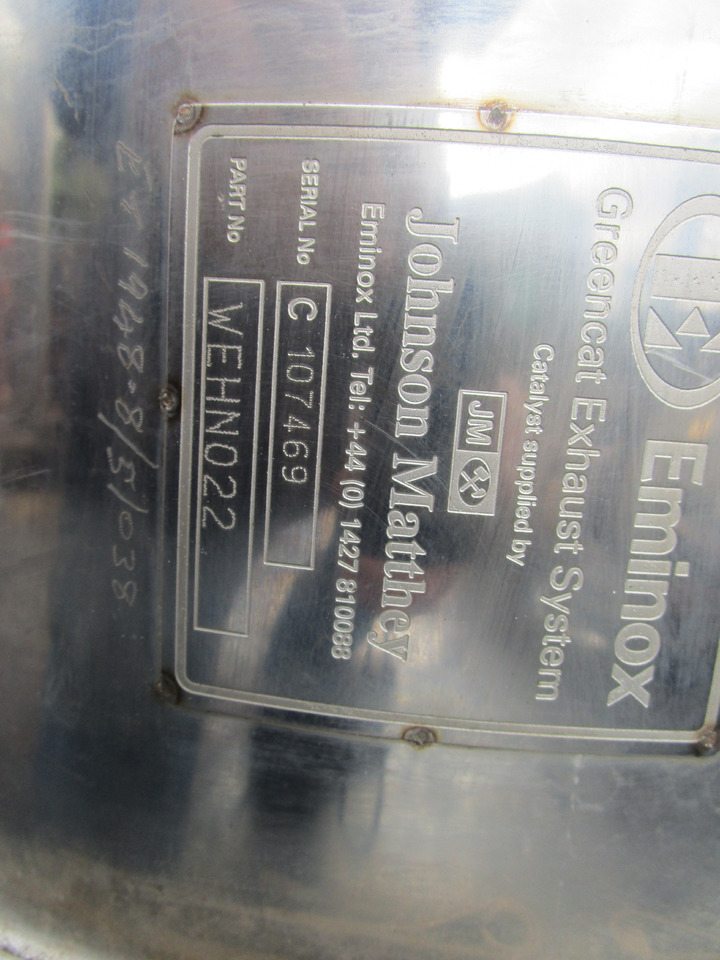 Eminox
Greencat Exhaust System
Catalyst supplied by
JM
Johnson Matthey
Eminox Ltd. Tel: +44 (0) 1427 810088
SERIAL No C 107469
PART No WEHN022